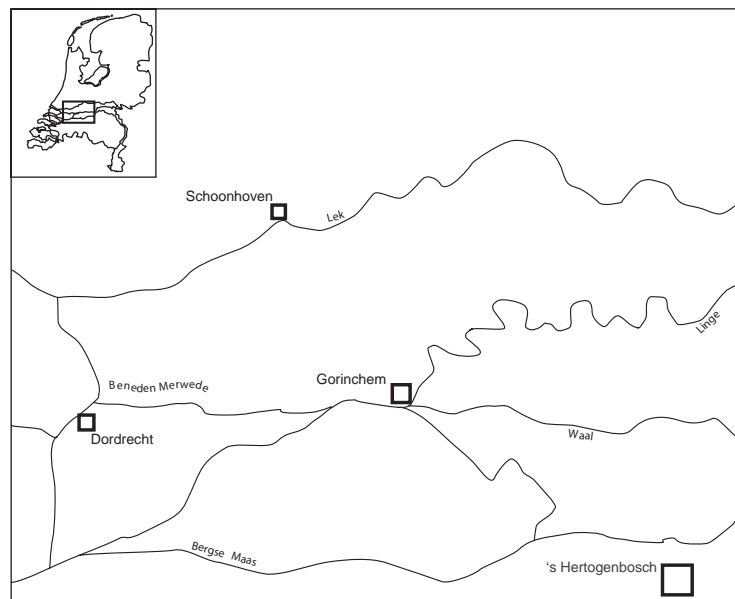 Schoonhoven
Lek
Linge
Gorinchem
Beneden Merwede
Dordrecht
Waal
Bergse Maas
's Hertogenbosch